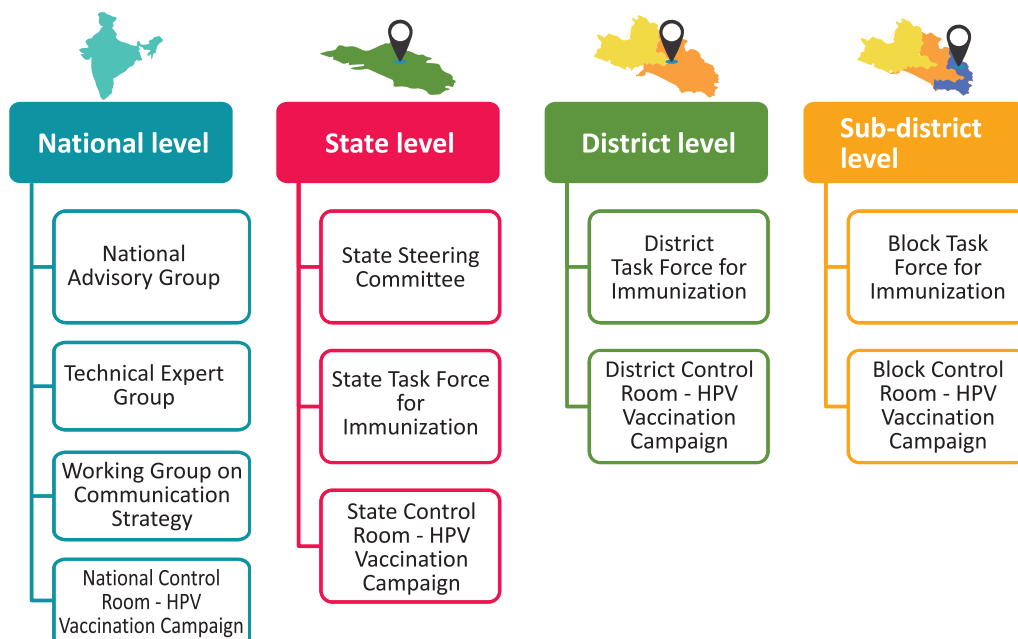 National level
National
Advisory Group
Technical Expert
Group
Working Group on
Communication
Strategy
National Control
Room - HPV
Vaccination Campaign
State level
State Steering
Committee
State Task Force
for
Immunization
State Control
Room - HPV
Vaccination
Campaign
District level
District
Task Force for
Immunization
District Control
Room - HPV
Vaccination
Campaign
Sub-district
level
Block Task
Force for
Immunization
Block Control
Room - HPV
Vaccination
Campaign